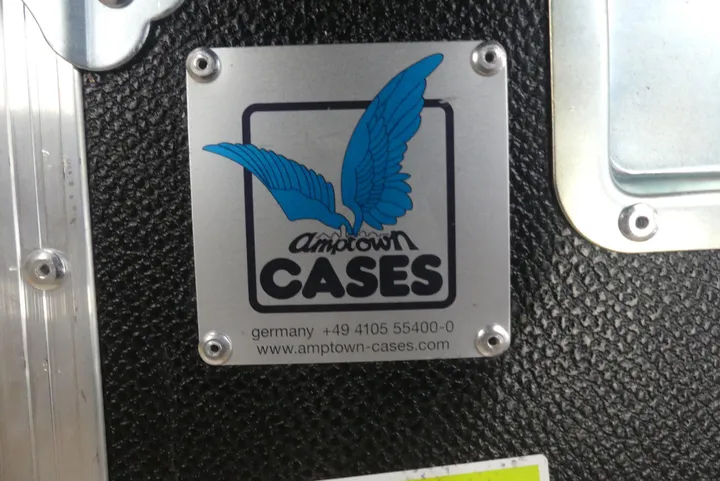 amptown
CASES
germany +49 4105 55400-0
www.amptown-cases.com